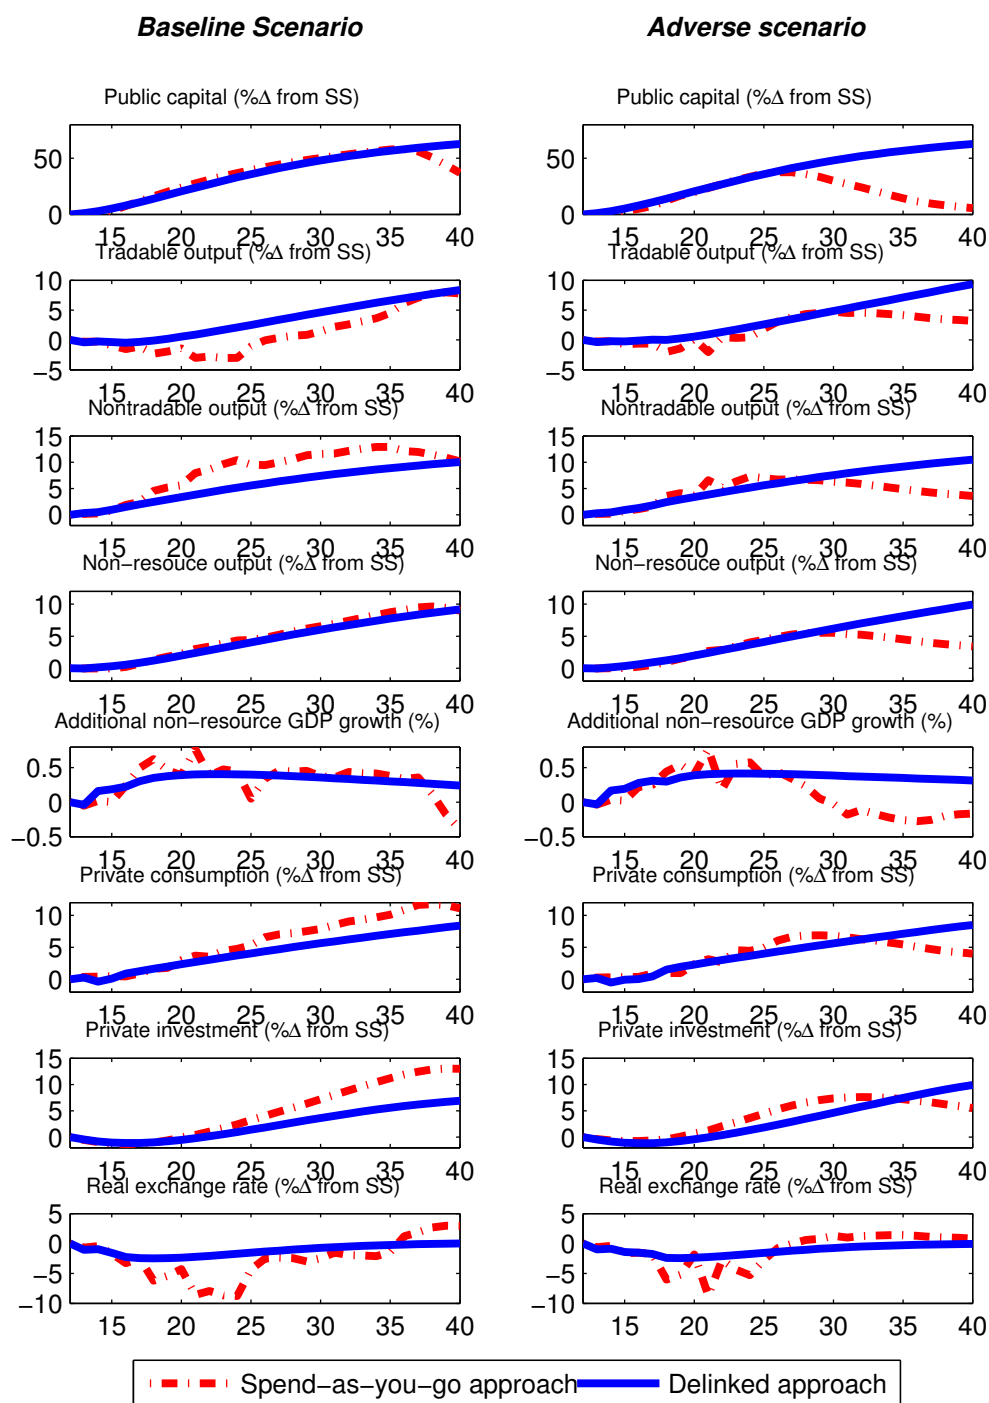 Baseline Scenario Adverse scenario
Public capital (%Δ from SS) Public capital (%Δ from SS)
50 50
0 0
15 20 25 30 35 40 15 20 25 30 35 40
Tradable output (%Δ from SS) Tradable output (%Δ from SS)
10 10
5 5
0 0
−5 −5
15 20 25 30 35 40 15 20 25 30 35 40
Nontradable output (%Δ from SS) Nontradable output (%Δ from SS)
15 15
10 10
5 5
0 0
15 20 25 30 35 40 15 20 25 30 35 40
Non−resouce output (%Δ from SS) Non−resouce output (%Δ from SS)
10 10
5 5
0 0
15 20 25 30 35 40 15 20 25 30 35 40
Additional non−resource GDP growth (%) Additional non−resource GDP growth (%)
0.5 0.5
0 0
−0.5 −0.5
15 20 25 30 35 40 15 20 25 30 35 40
Private consumption (%Δ from SS) Private consumption (%Δ from SS)
10 10
5 5
0 0
15 20 25 30 35 40 15 20 25 30 35 40
Private investment (%Δ from SS) Private investment (%Δ from SS)
15 15
10 10
5 5
0 0
15 20 25 30 35 40 15 20 25 30 35 40
Real exchange rate (%Δ from SS) Real exchange rate (%Δ from SS)
5 5
0 0
−5 −5
−10 −10
15 20 25 30 35 40 15 20 25 30 35 40
Spend−as−you−go approach Delinked approach